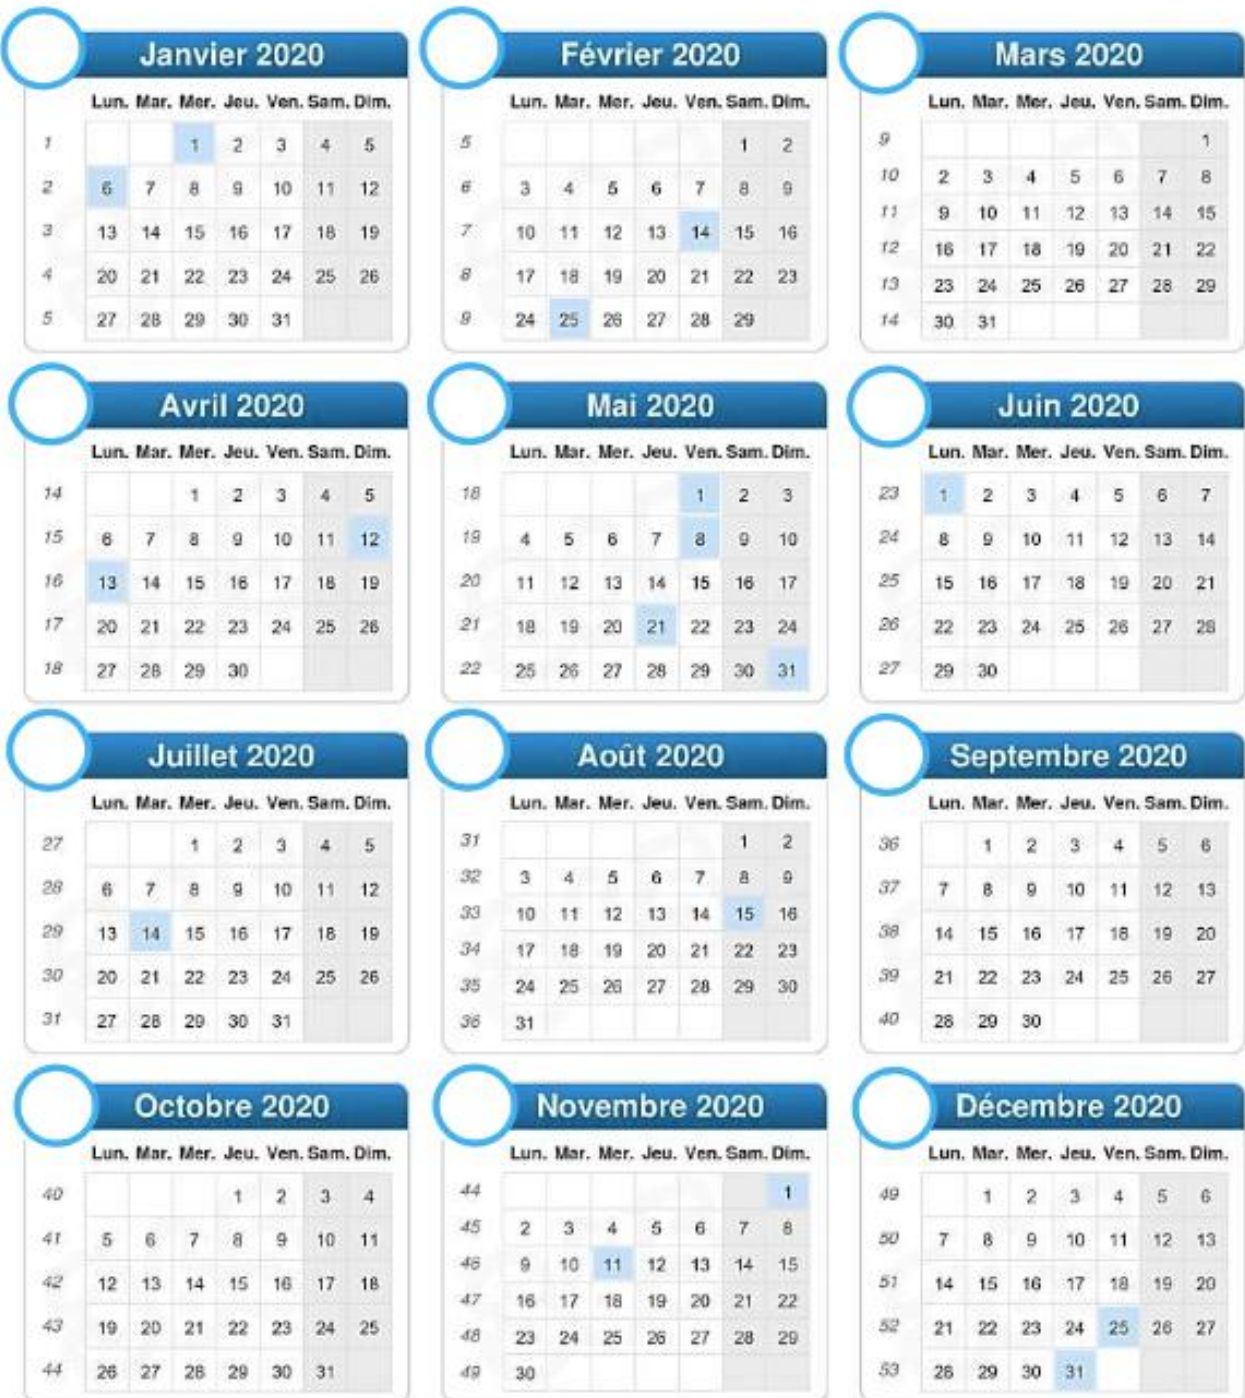 Janvier 2020
Lun. Mar. Mer. Jeu. Ven. Sam. Dim.
1 1 2 3 4 5
2 6 7 8 9 10 11 12
3 13 14 15 16 17 18 19
4 20 21 22 23 24 25 26
5 27 28 29 30 31
Février 2020
Lun. Mar. Mer. Jeu. Ven. Sam. Dim.
5 1 2
6 3 4 5 6 7 8 9
7 10 11 12 13 14 15 16
8 17 18 19 20 21 22 23
9 24 25 26 27 28 29
Mars 2020
Lun. Mar. Mer. Jeu. Ven. Sam. Dim.
9 1
10 2 3 4 5 6 7 8
11 9 10 11 12 13 14 15
12 16 17 18 19 20 21 22
13 23 24 25 26 27 28 29
14 30 31
Avril 2020
Lun. Mar. Mer. Jeu. Ven. Sam. Dim.
14 1 2 3 4 5
15 6 7 8 9 10 11 12
16 13 14 15 16 17 18 19
17 20 21 22 23 24 25 26
18 27 28 29 30
Mai 2020
Lun. Mar. Mer. Jeu. Ven. Sam. Dim.
18 1 2 3
19 4 5 6 7 8 9 10
20 11 12 13 14 15 16 17
21 18 19 20 21 22 23 24
22 25 26 27 28 29 30 31
Juin 2020
Lun. Mar. Mer. Jeu. Ven. Sam. Dim.
23 1 2 3 4 5 6 7
24 8 9 10 11 12 13 14
25 15 16 17 18 19 20 21
26 22 23 24 25 26 27 28
27 29 30
Juillet 2020
Lun. Mar. Mer. Jeu. Ven. Sam. Dim.
27 1 2 3 4 5
28 6 7 8 9 10 11 12
29 13 14 15 16 17 18 19
30 20 21 22 23 24 25 26
31 27 28 29 30 31
Août 2020
Lun. Mar. Mer. Jeu. Ven. Sam. Dim.
31 1 2
32 3 4 5 6 7 8 9
33 10 11 12 13 14 15 16
34 17 18 19 20 21 22 23
35 24 25 26 27 28 29 30
36 31
Septembre 2020
Lun. Mar. Mer. Jeu. Ven. Sam. Dim.
36 1 2 3 4 5 6
37 7 8 9 10 11 12 13
38 14 15 16 17 18 19 20
39 21 22 23 24 25 26 27
40 28 29 30
Octobre 2020
Lun. Mar. Mer. Jeu. Ven. Sam. Dim.
40 1 2 3 4
41 5 6 7 8 9 10 11
42 12 13 14 15 16 17 18
43 19 20 21 22 23 24 25
44 26 27 28 29 30 31
Novembre 2020
Lun. Mar. Mer. Jeu. Ven. Sam. Dim.
44 1
45 2 3 4 5 6 7 8
46 9 10 11 12 13 14 15
47 16 17 18 19 20 21 22
48 23 24 25 26 27 28 29
49 30
Décembre 2020
Lun. Mar. Mer. Jeu. Ven. Sam. Dim.
49 1 2 3 4 5 6
50 7 8 9 10 11 12 13
51 14 15 16 17 18 19 20
52 21 22 23 24 25 26 27
53 28 29 30 31